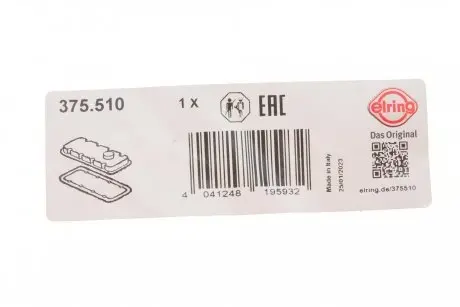 375.510
1 X
EAC
elring
Das Original
4 041248 195932
Made in Italy
25/01/2023
elring.de/375510